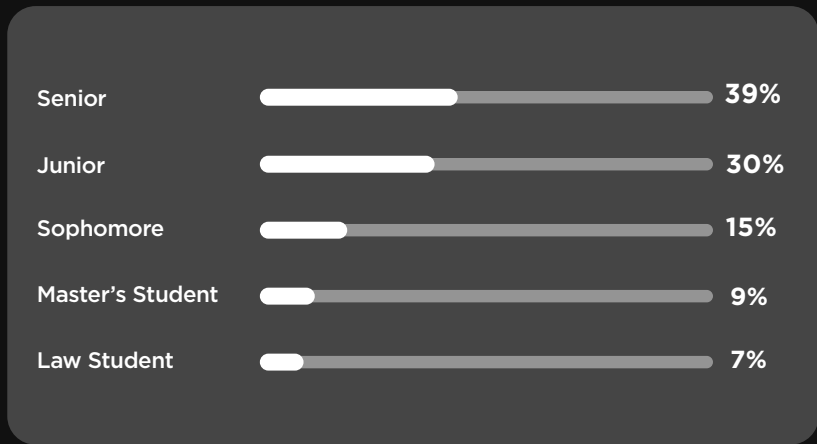 Senior 39%
Junior 30%
Sophomore 15%
Master’s Student 9%
Law Student 7%